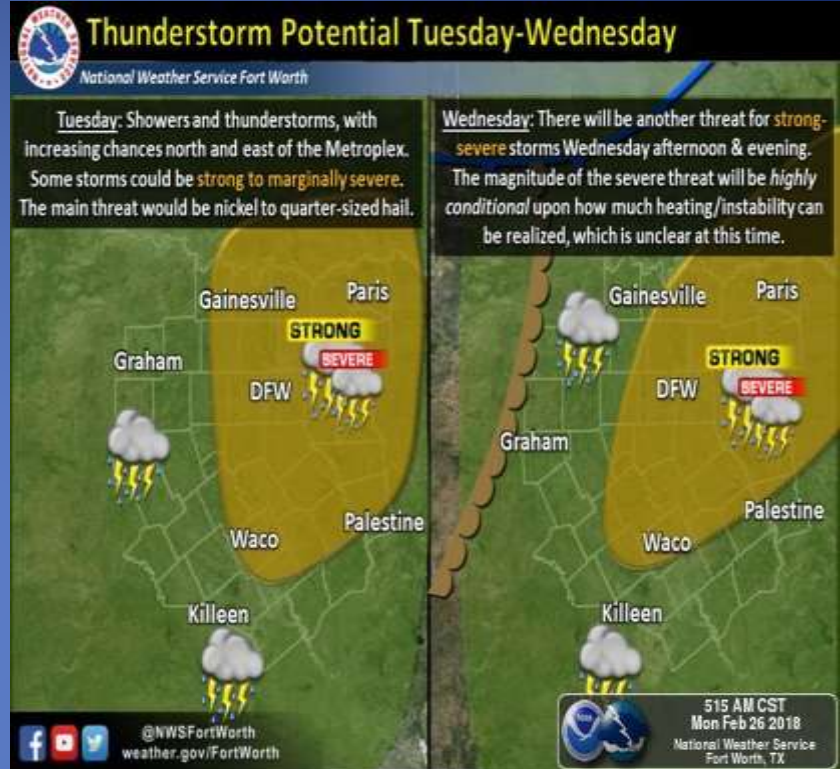 Thunderstorm Potential Tuesday-Wednesday
NATIONAL WEATHER SERVICE
National Weather Service Fort Worth
Tuesday: Showers and thunderstorms, with
increasing chances north and east of the Metroplex.
Some storms could be strong to marginally severe.
The main threat would be nickel to quarter-sized hail.
Wednesday: There will be another threat for strong-
severe storms Wednesday afternoon & evening.
The magnitude of the severe threat will be highly
conditional upon how much heating/instability can
be realized, which is unclear at this time.
Gainesville
Paris
STRONG
SEVERE
Graham
DFW
Palestine
Waco
Killeen
Gainesville
Paris
STRONG
SEVERE
DFW
Graham
Palestine
Waco
Killeen
@NWSFortWorth
weather.gov/FortWorth
noaa
515 AM CST
Mon Feb 26 2018
National Weather Service
Fort Worth, TX